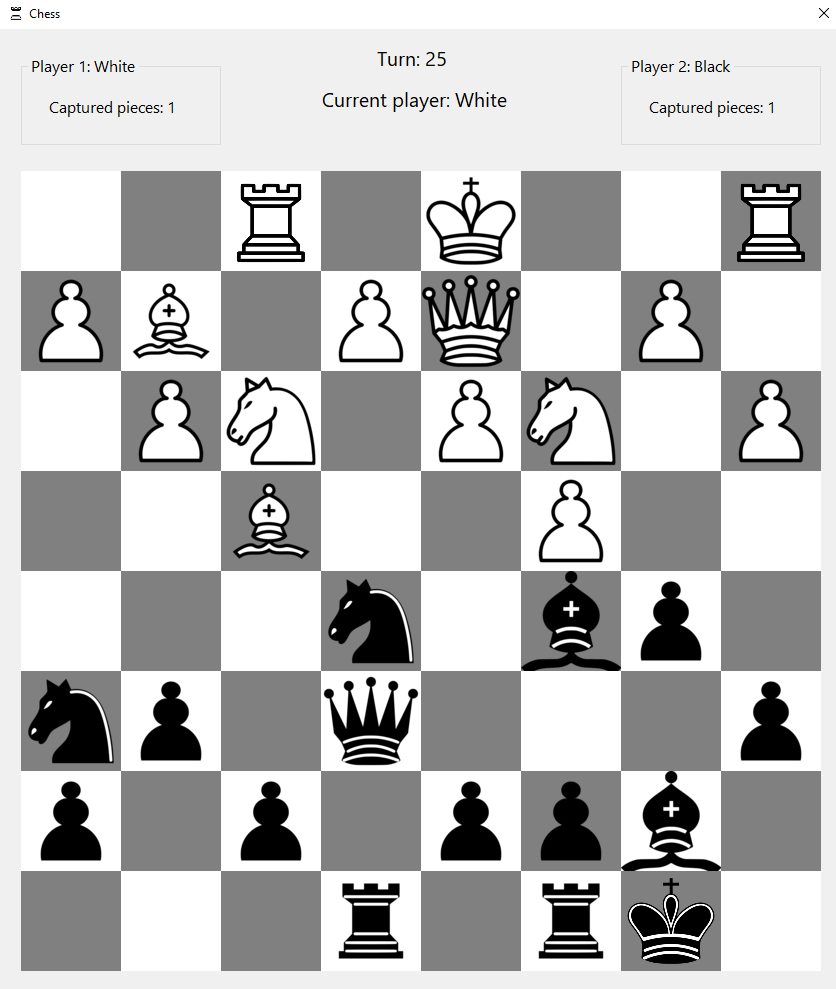 Chess
Turn: 25
Player 1: White
Player 2: Black
Current player: White
Captured pieces: 1
Captured pieces: 1